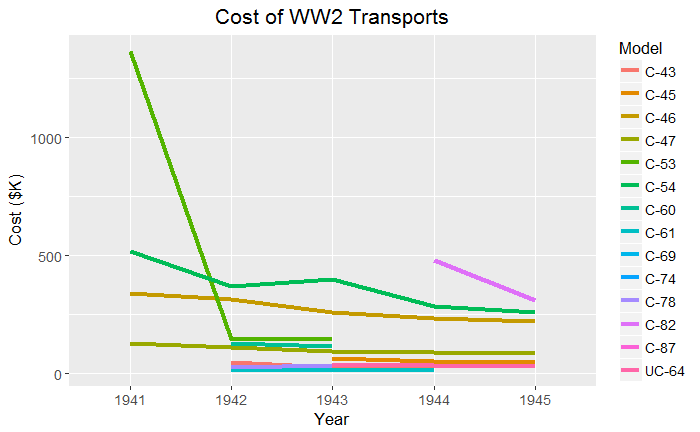 Cost of WW2 Transports
Cost ($K)
1000
500
0
1941 1942 1943 1944 1945
Year
Model
C-43
C-45
C-46
C-47
C-53
C-54
C-60
C-61
C-69
C-74
C-78
C-82
C-87
UC-64